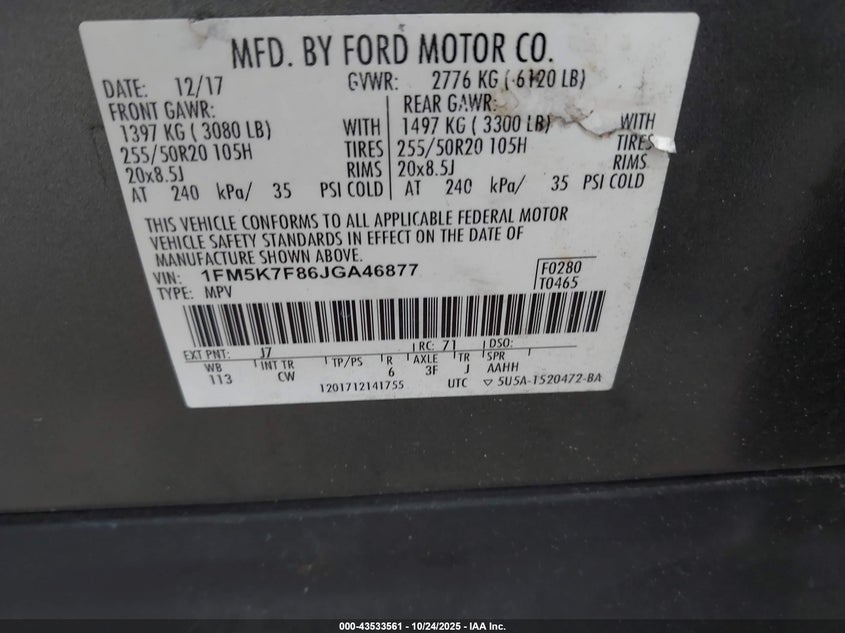 MFD. BY FORD MOTOR CO.
DATE: 12/17 GVWR: 2776 KG ( 6120 LB)
FRONT GAWR: REAR GAWR:
1397 KG ( 3080 LB) WITH 1497 KG ( 3300 LB) WITH
255/50R20 105H TIRES 255/50R20 105H TIRES
20x8.5J RIMS 20x8.5J RIMS
AT 240 kPa/ 35 PSI COLD AT 240 kPa/ 35 PSI COLD
THIS VEHICLE CONFORMS TO ALL APPLICABLE FEDERAL MOTOR
VEHICLE SAFETY STANDARDS IN EFFECT ON THE DATE OF
MANUFACTURE SHOWN ABOVE.
VIN: 1FM5K7F86JGA46877 F0280
TYPE: MPV T0465
EXT PNT: J7 RC: 71 DSO:
WB INT TR TP/PS R AXLE TR SPR
113 CW 6 3F J AAHH
1201712141755 UTC ▽ 5U5A-1520472-BA
000-43533561 - 10/24/2025 - IAA Inc.